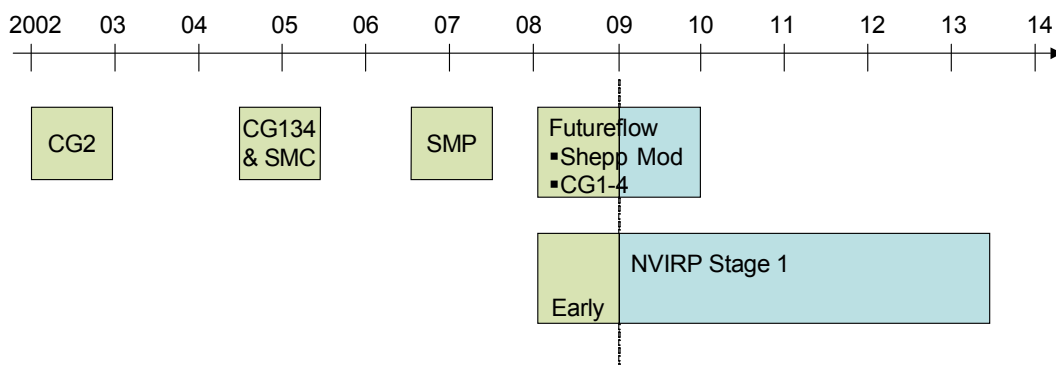 2002 03 04 05 06 07 08 09 10 11 12 13 14
CG2
CG134
& SMC
SMP
Futureflow
▪Shepp Mod
▪CG1-4
NVIRP Stage 1
Early